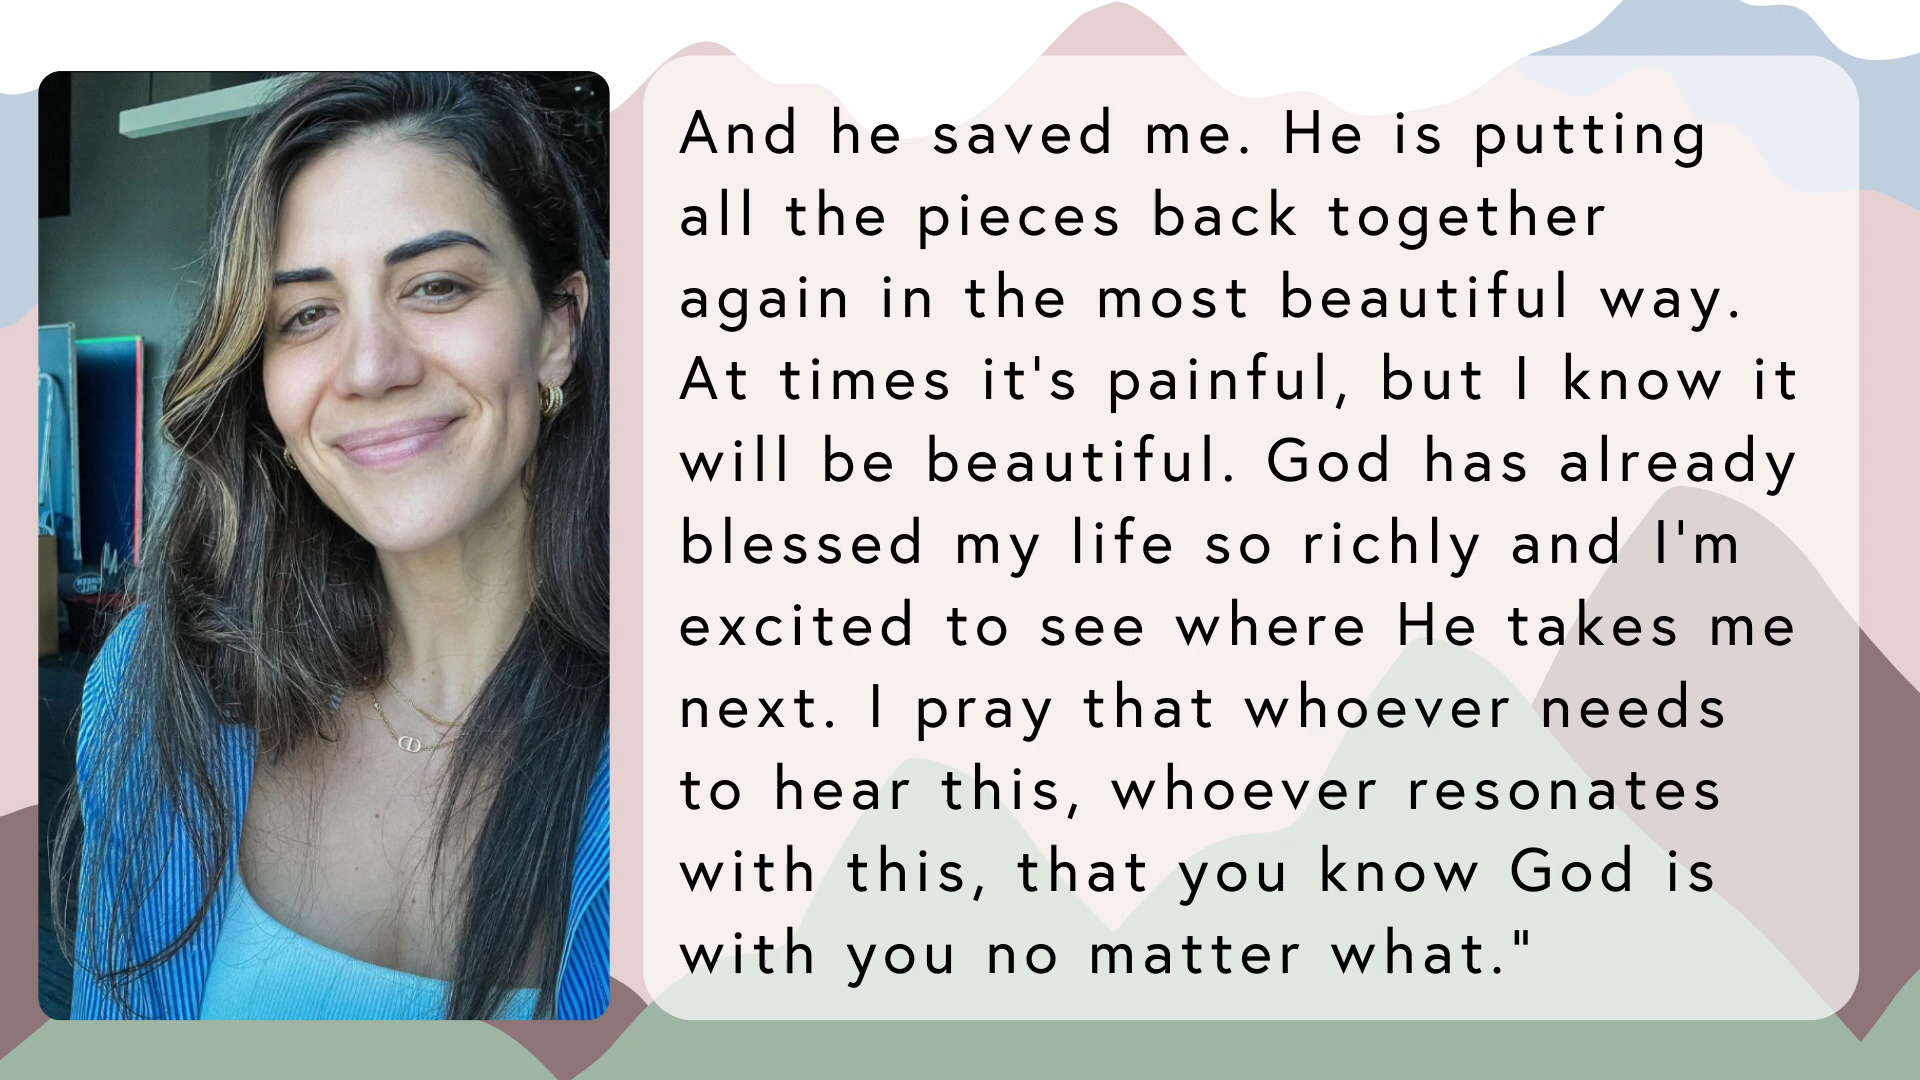 And he saved me. He is putting
all the pieces back together
again in the most beautiful way.
At times it's painful, but I know it
will be beautiful. God has already
blessed my life so richly and I'm
excited to see where He takes me
next. I pray that whoever needs
to hear this, whoever resonates
with this, that you know God is
with you no matter what."